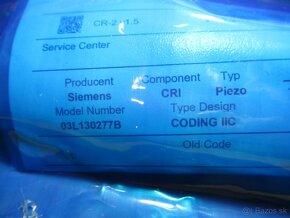 CR-2-1.5
Service Center
Producent Component Typ
Siemens CRI Piezo
Model Number Type Design
03L130277B CODING IIC
Old Code
Bazos.sk